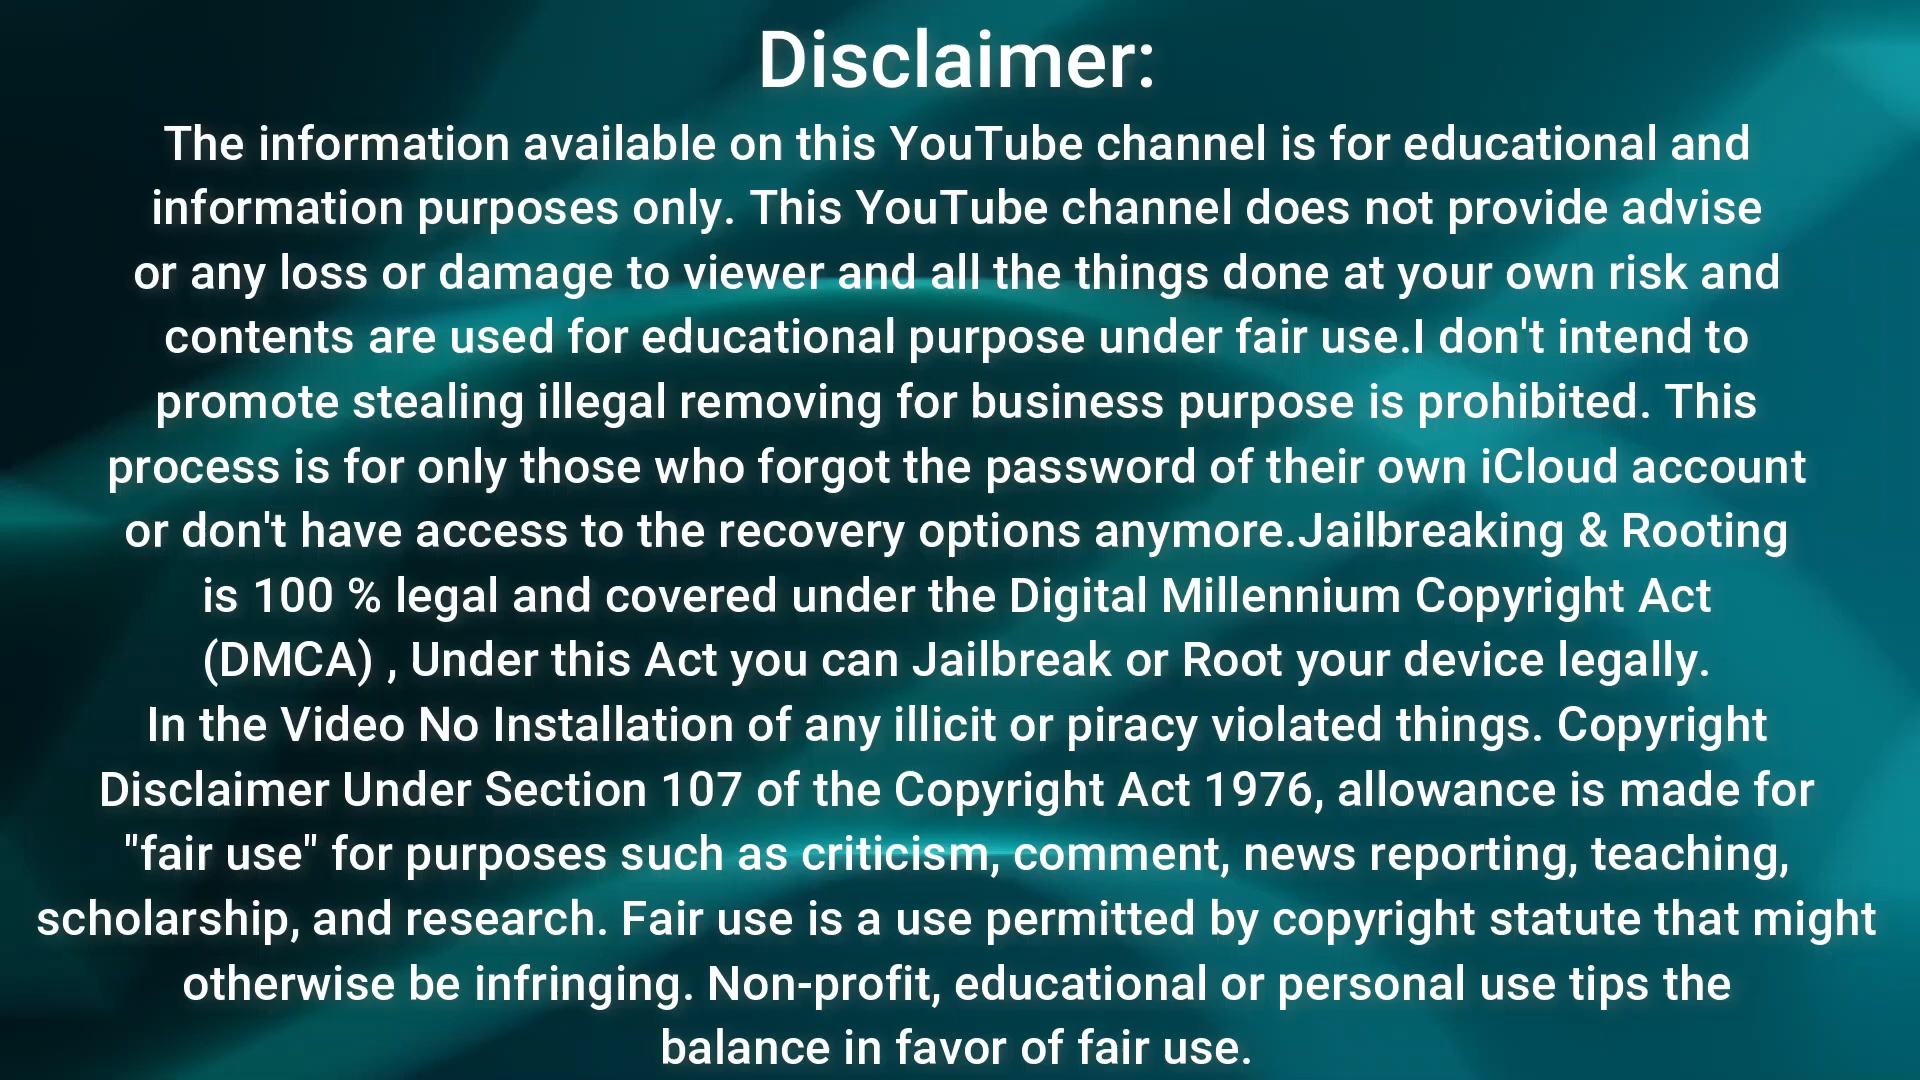 Disclaimer:
The information available on this YouTube channel is for educational and
information purposes only. This YouTube channel does not provide advise
or any loss or damage to viewer and all the things done at your own risk and
contents are used for educational purpose under fair use.I don't intend to
promote stealing illegal removing for business purpose is prohibited. This
process is for only those who forgot the password of their own iCloud account
or don't have access to the recovery options anymore.Jailbreaking & Rooting
is 100 % legal and covered under the Digital Millennium Copyright Act
(DMCA) , Under this Act you can Jailbreak or Root your device legally.
In the Video No Installation of any illicit or piracy violated things. Copyright
Disclaimer Under Section 107 of the Copyright Act 1976, allowance is made for
"fair use" for purposes such as criticism, comment, news reporting, teaching,
scholarship, and research. Fair use is a use permitted by copyright statute that might
otherwise be infringing. Non-profit, educational or personal use tips the
balance in favor of fair use.